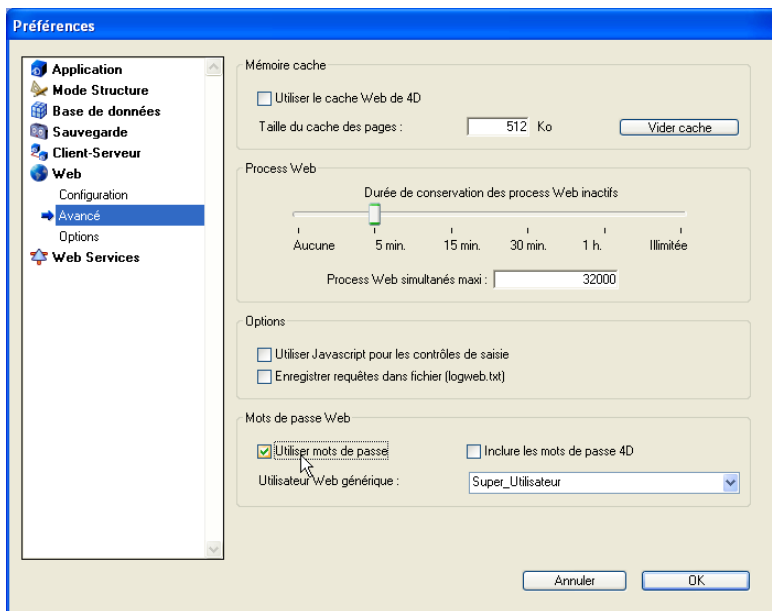 Préférences
Application
Mode Structure
Base de données
Sauvegarde
Client-Serveur
Web
Configuration
Avancé
Options
Web Services
Mémoire cache
Utiliser le cache Web de 4D
Taille du cache des pages : 512 Ko Vider cache
Process Web
Durée de conservation des process Web inactifs
Aucune 5 min. 15 min. 30 min. 1 h. Illimitée
Process Web simultanés maxi : 32000
Options
Utiliser Javascript pour les contrôles de saisie
Enregistrer requêtes dans fichier (logweb.txt)
Mots de passe Web
Utiliser mots de passe Inclure les mots de passe 4D
Utilisateur Web générique : Super_Utilisateur
Annuler OK